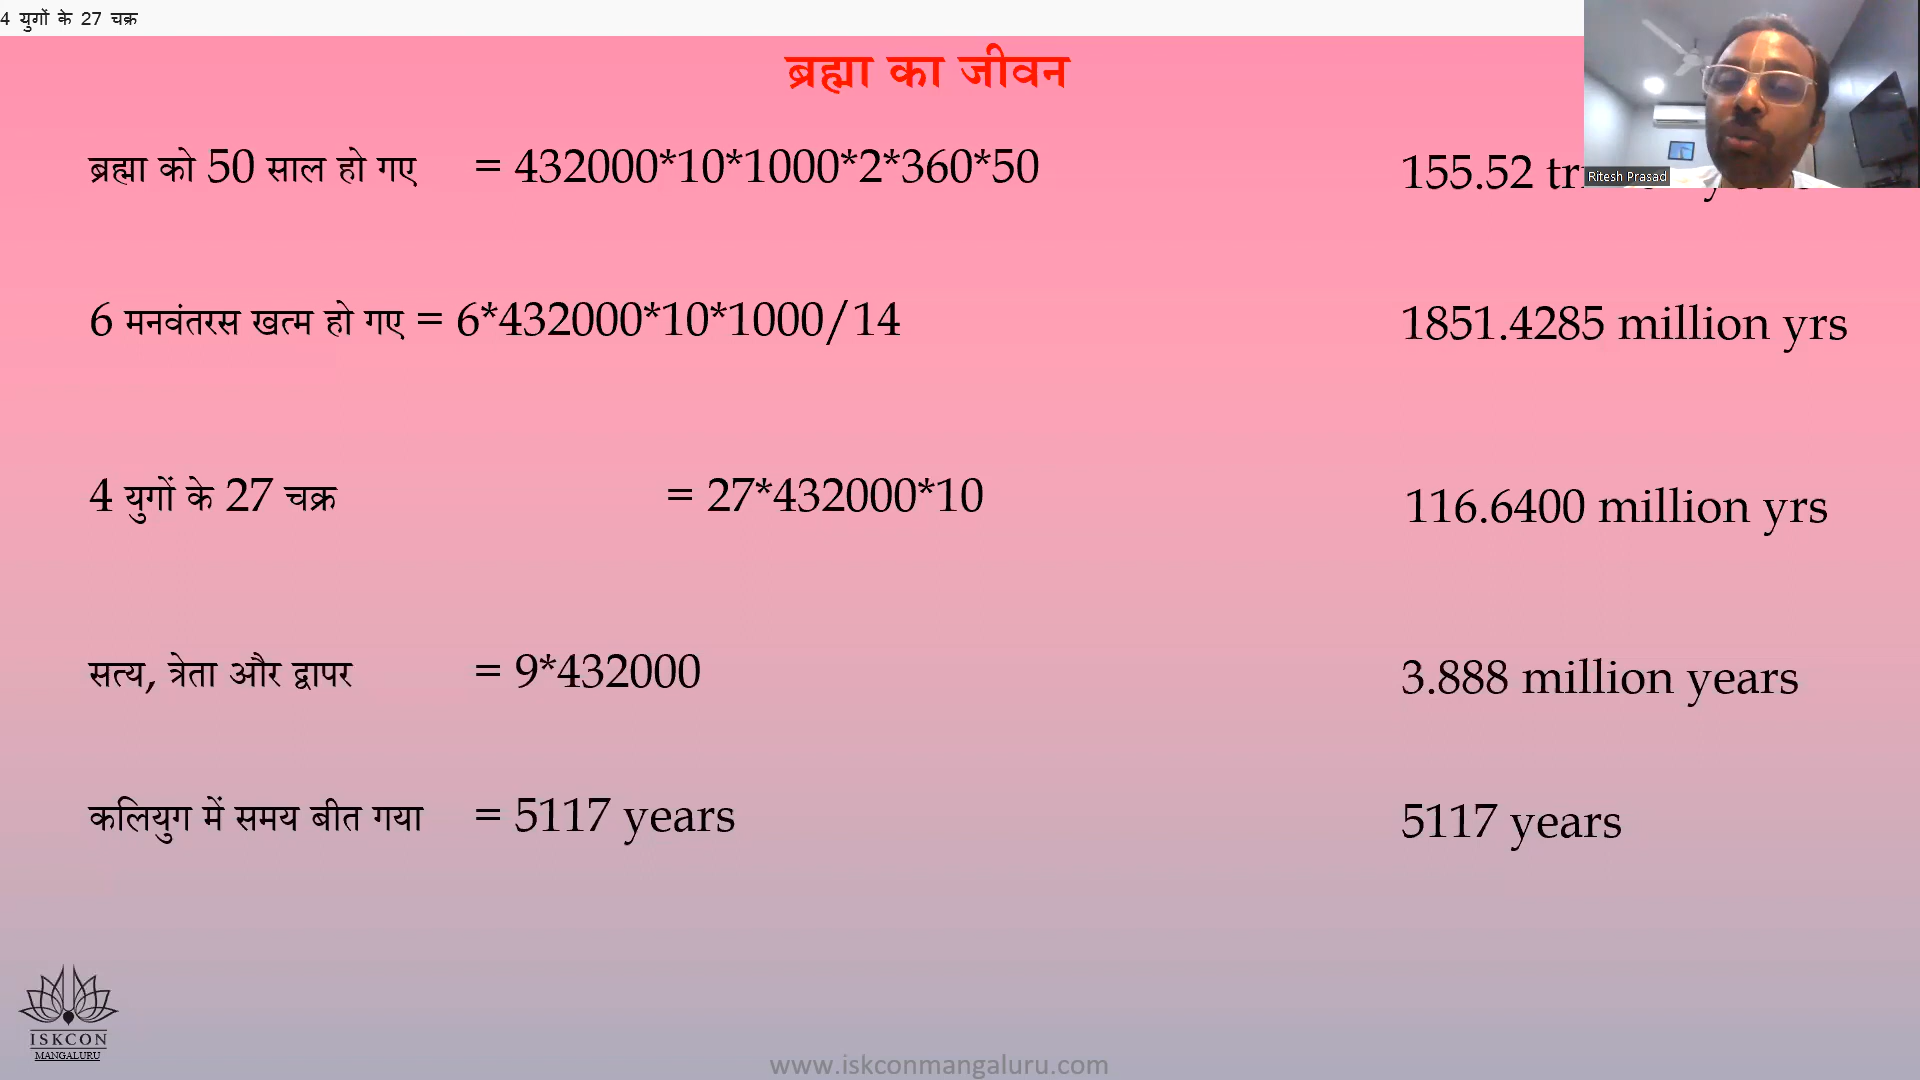 4 युगों के 27 चक्र
ब्रह्मा का जीवन
ब्रह्मा को 50 साल हो गए = 432000*10*1000*2*360*50 155.52
Ritesh Prasad
6 मनवंतरस खत्म हो गए = 6*432000*10*1000/14 1851.4285 million yrs
4 युगों के 27 चक्र = 27*432000*10 116.6400 million yrs
सत्य, त्रेता और द्वापर = 9*432000 3.888 million years
कलियुग में समय बीत गया = 5117 years 5117 years
ISKCON
MANGALURU
www.iskconmangaluru.com